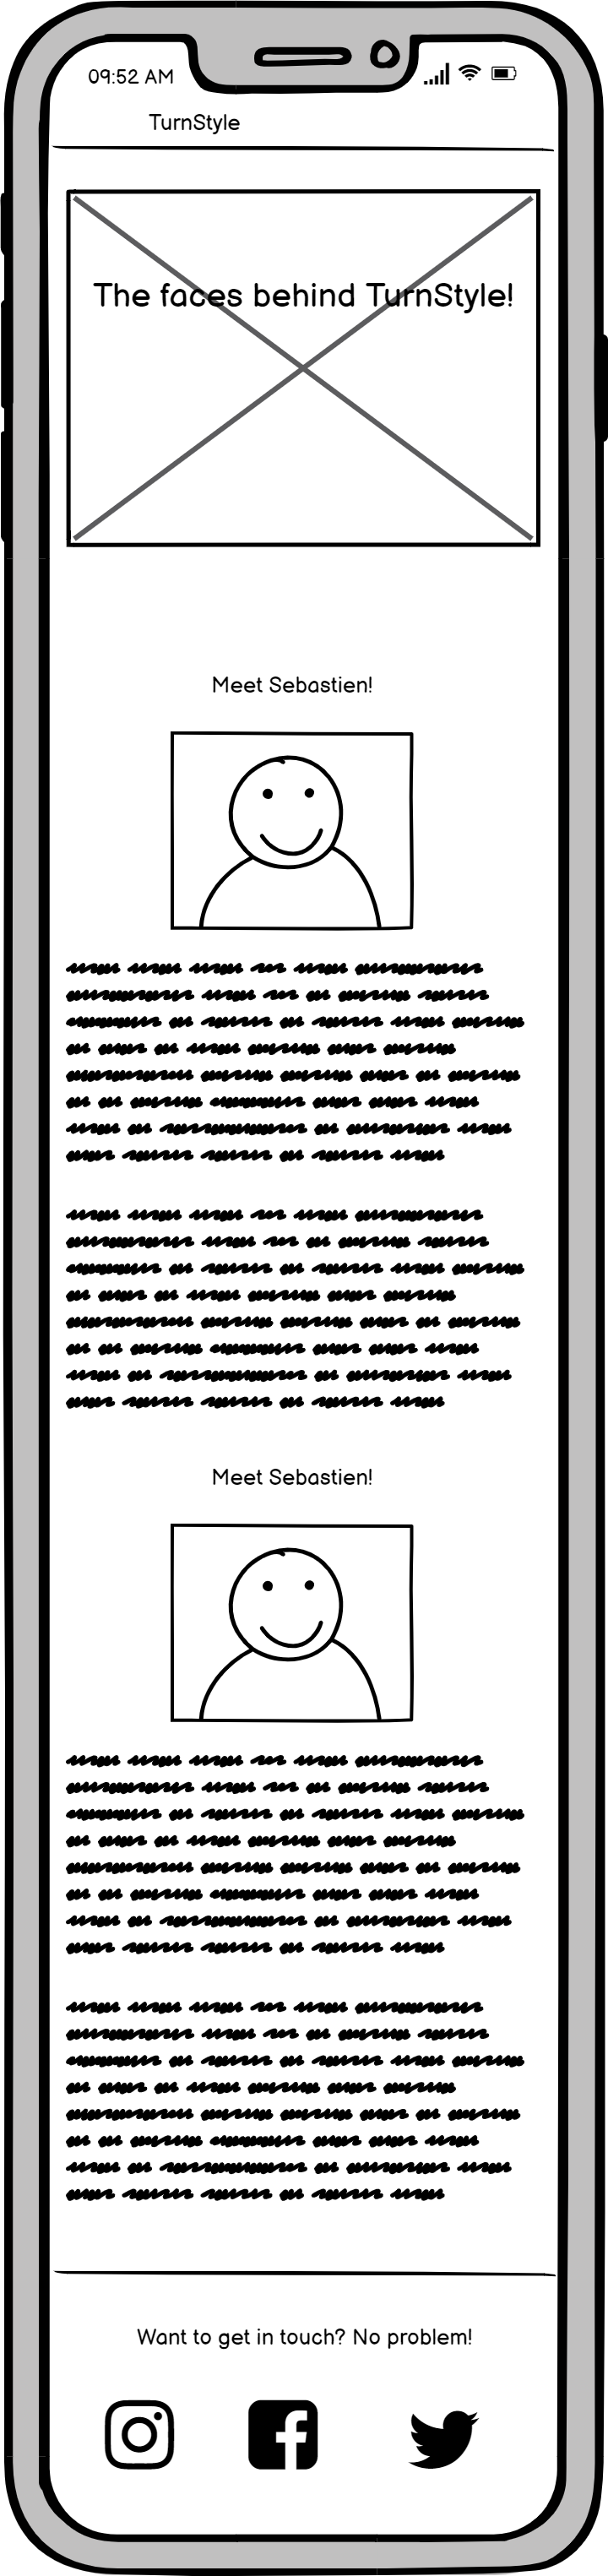 09:52 AM
TurnStyle
The faces behind TurnStyle!
Meet Sebastien!
Meet Sebastien!
Want to get in touch? No problem!